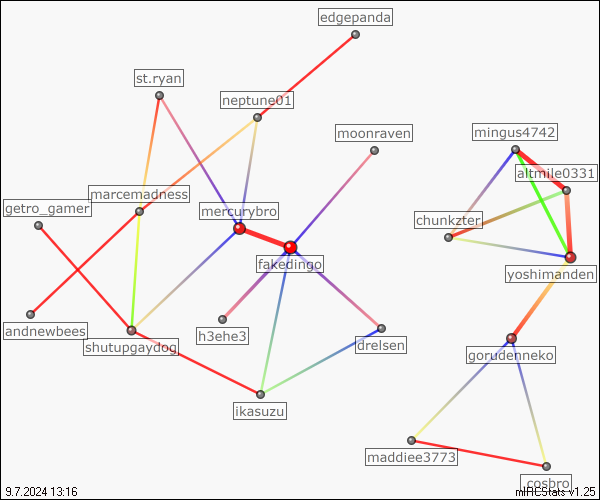 edgepanda
st.ryan
neptune01
moonraven
mingus4742
altmile0331
marcemadness
getro_gamer
mercurybro
chunkzter
fakedingo
yoshimanden
andnewbees
h3ehe3
shutupgaydog
drelsen
gorudenneko
ikasuzu
maddiee3773
_cosbro_
9.7.2024 13:16
mIRCStats v1.25